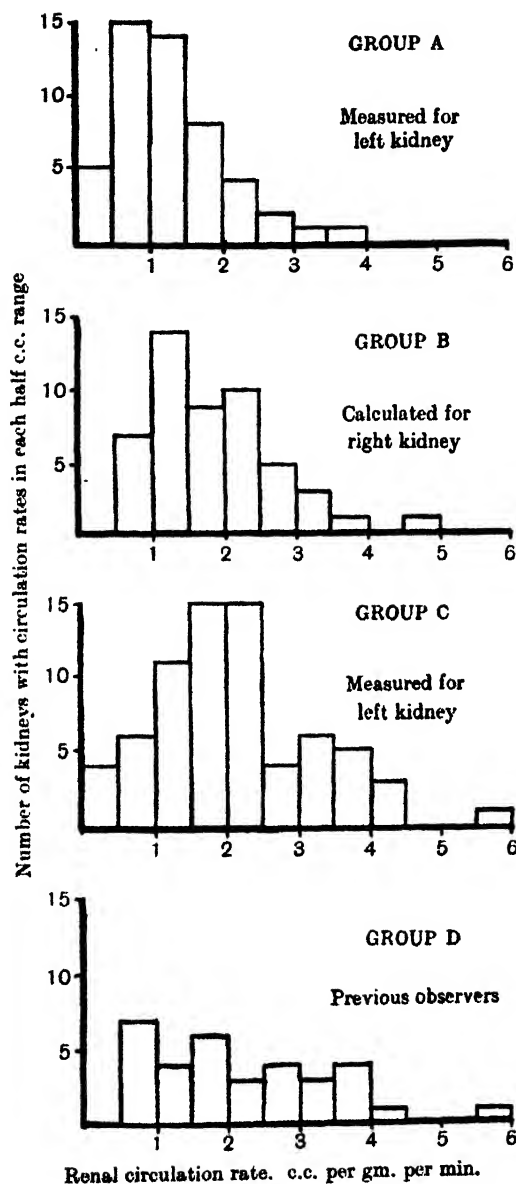 Number of kidneys with circulation rates in each half c.c. range
15
10
5
GROUP A
Measured for
left kidney
1 2 3 4 5 6
15
10
5
GROUP B
Calculated for
right kidney
1 2 3 4 5 6
15
10
5
GROUP C
Measured for
left kidney
1 2 3 4 5 6
15
10
5
GROUP D
Previous observers
1 2 3 4 5 6
Renal circulation rate. c.c. per gm. per min.